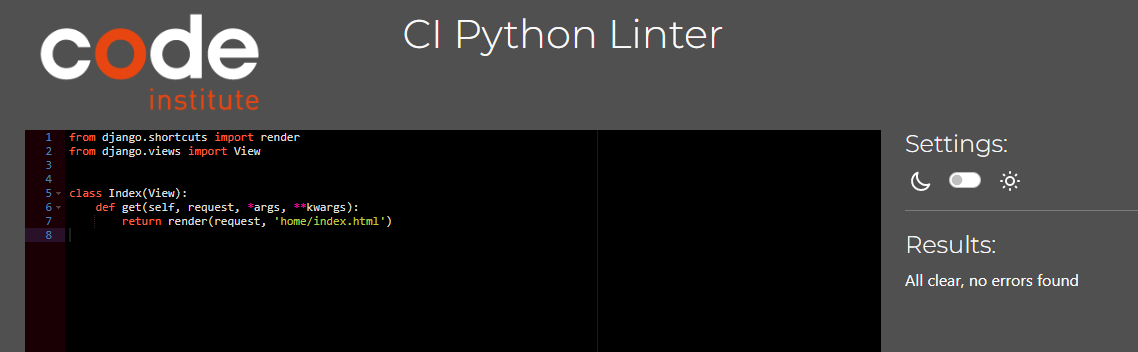 code
institute
CI Python Linter
1 from django.shortcuts import render
2 from django.views import View
3
4
5 class Index(View):
6     def get(self, request, *args, **kwargs):
7         return render(request, 'home/index.html')
8
Settings:
Results:
All clear, no errors found